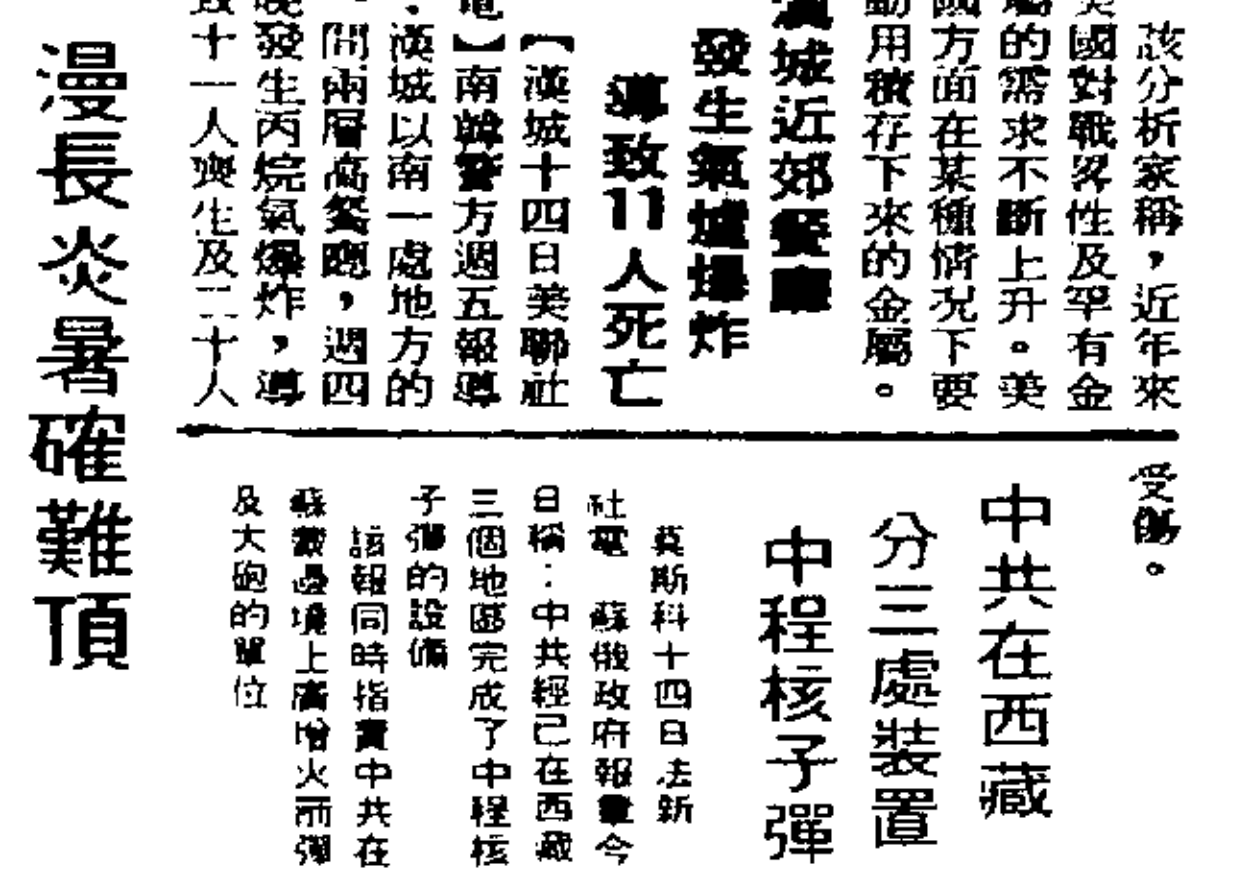 該分析家稱，近年來
美國對戰略性及罕有金
屬的需求不斷上升。美
國方面在某種情況下要
動用積存下來的金屬。
漢城近郊餐廳
發生氣爐爆炸
導致11人死亡
【漢城十四日美聯社
電】南韓警方週五報導
：漢城以南一處地方的
一間兩層高餐廳，週四
晚發生丙烷氣爆炸，導
致十一人喪生及二十人
受傷。
中共在西藏
分三處裝置
中程核子彈
莫斯科十四日法新
社電　蘇俄政府報章今
日稱：中共經已在西藏
三個地區完成了中程核
子彈的設備
該報同時指責中共在
蘇藏邊境上廣增火箭彈
及大砲的單位
漫長炎暑確難頂